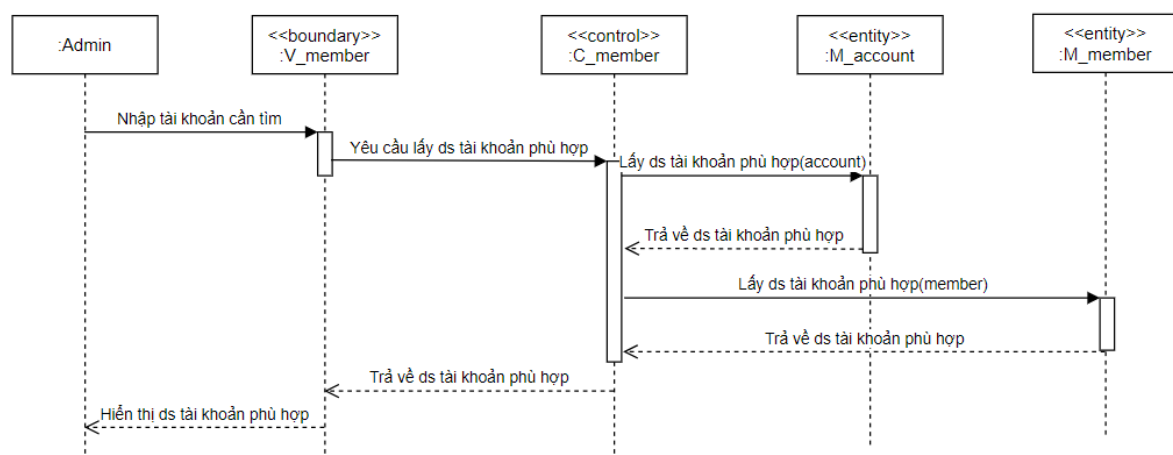 :Admin
<<boundary>>
:V_member
<<control>>
:C_member
<<entity>>
:M_account
<<entity>>
:M_member
Nhập tài khoản cần tìm
Yêu cầu lấy ds tài khoản phù hợp
Lấy ds tài khoản phù hợp(account)
Trả về ds tài khoản phù hợp
Lấy ds tài khoản phù hợp(member)
Trả về ds tài khoản phù hợp
Trả về ds tài khoản phù hợp
Hiển thị ds tài khoản phù hợp